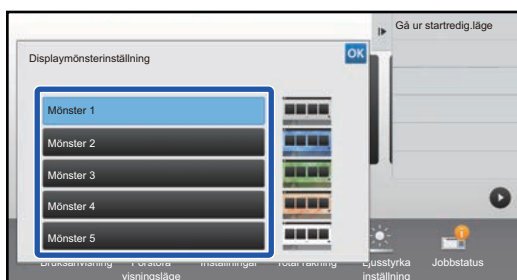 Gå ur startredig.läge
Displaymönsterinställning
OK
Mönster 1
Mönster 2
Mönster 3
Mönster 4
Mönster 5
Bruksanvisning Förstora Inställningar Total räkning Ljusstyrka Jobbstatus
visningsläge inställning